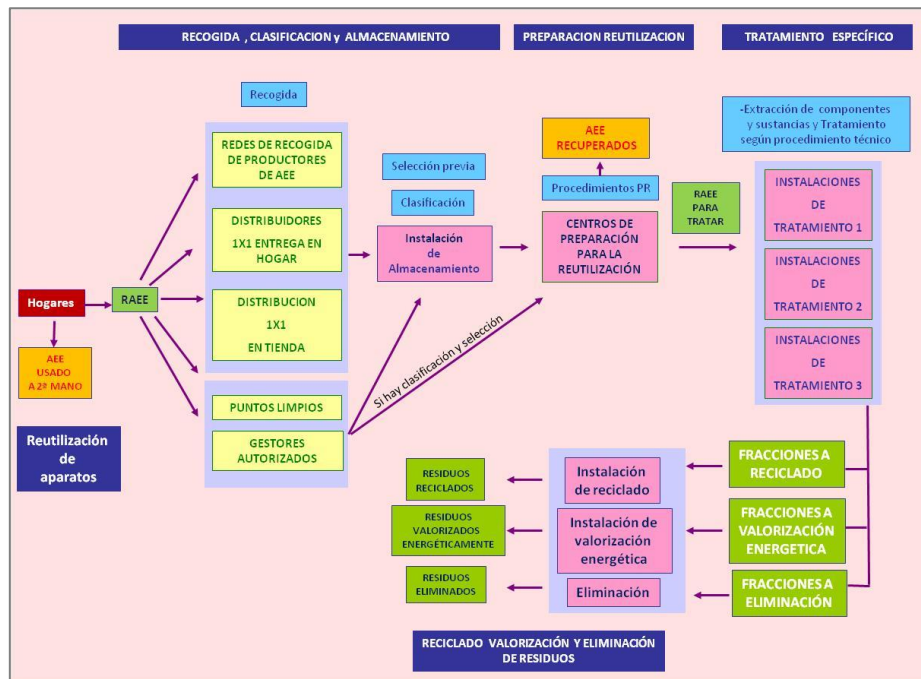 RECOGIDA , CLASIFICACION y ALMACENAMIENTO
PREPARACION REUTILIZACION
TRATAMIENTO ESPECÍFICO
Recogida
REDES DE RECOGIDA
DE PRODUCTORES
DE AEE
DISTRIBUIDORES
1X1 ENTREGA EN
HOGAR
DISTRIBUCION
1X1
EN TIENDA
PUNTOS LIMPIOS
GESTORES
AUTORIZADOS
Hogares
RAEE
AEE
USADO
A 2ª MANO
Reutilización
de
aparatos
Selección previa
Clasificación
Instalación
de
Almacenamiento
Si hay clasificación y selección
AEE
RECUPERADOS
Procedimientos PR
CENTROS DE
PREPARACIÓN
PARA LA
REUTILIZACIÓN
RAEE
PARA
TRATAR
-Extracción de componentes
y sustancias y Tratamiento
según procedimiento técnico
INSTALACIONES
DE
TRATAMIENTO 1
INSTALACIONES
DE
TRATAMIENTO 2
INSTALACIONES
DE
TRATAMIENTO 3
FRACCIONES A
RECICLADO
FRACCIONES A
VALORIZACIÓN
ENERGETICA
FRACCIONES A
ELIMINACIÓN
Instalación
de reciclado
Instalación de
valorización
energética
Eliminación
RESIDUOS
RECICLADOS
RESIDUOS
VALORIZADOS
ENERGÉTICAMENTE
RESIDUOS
ELIMINADOS
RECICLADO VALORIZACIÓN Y ELIMINACIÓN
DE RESIDUOS